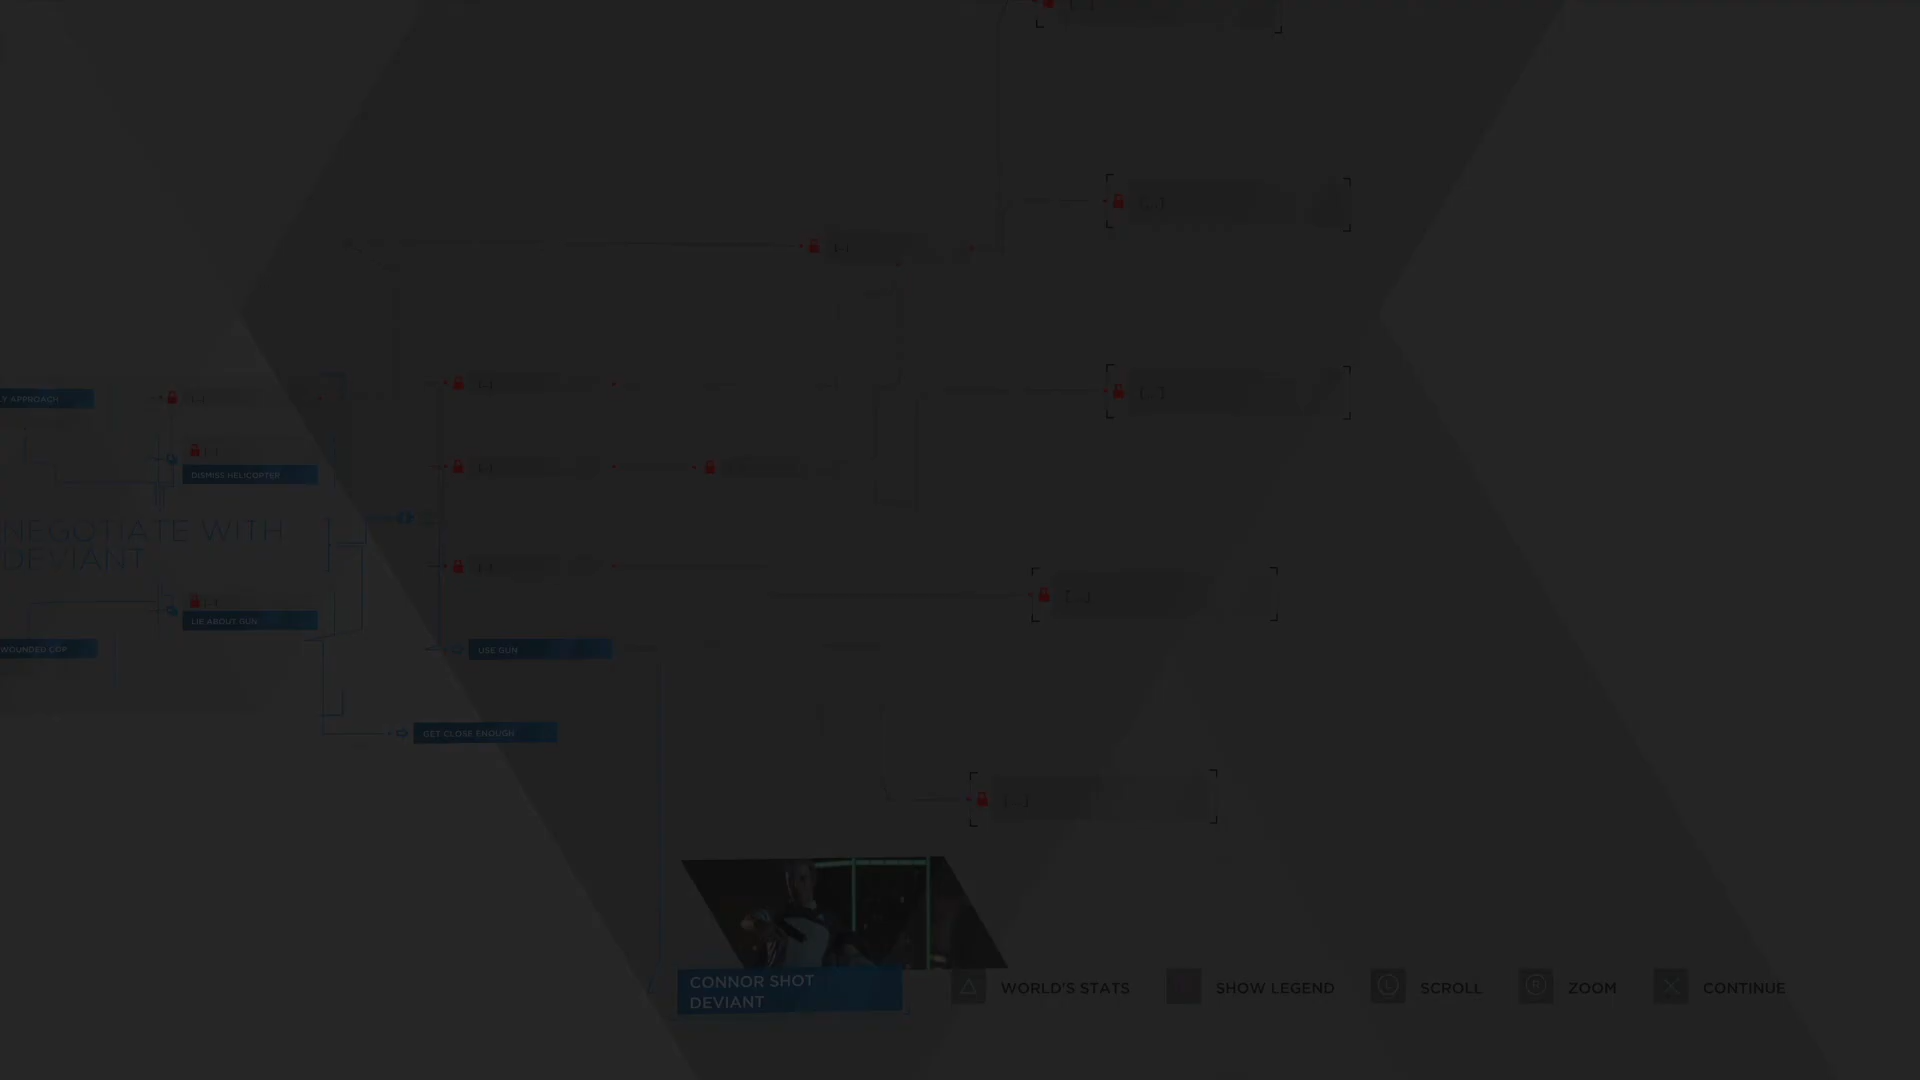 [...]
[...]
[...]
[...]
[...]
Y APPROACH
[...]
[...]
[...]
DISMISS HELICOPTER
NEGOTIATE WITH
DEVIANT
[...]
[...]
[...]
LIE ABOUT GUN
WOUNDED COP
USE GUN
GET CLOSE ENOUGH
[...]
CONNOR SHOT
DEVIANT
WORLD'S STATS
SHOW LEGEND
L
SCROLL
R
ZOOM
CONTINUE